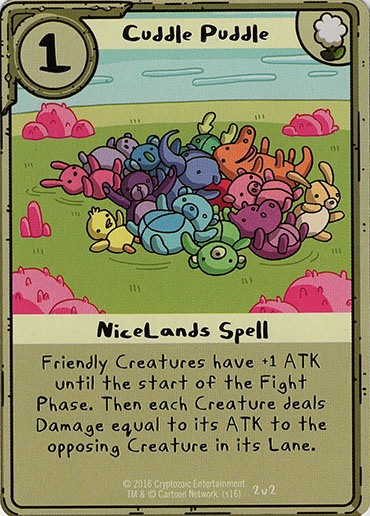 1
Cuddle Puddle
NiceLands Spell
Friendly Creatures have +1 ATK
until the start of the Fight
Phase. Then each Creature deals
Damage equal to its ATK to the
opposing Creature in its Lane.
© 2016 Cryptozoic Entertainment
TM & © Cartoon Network. (s16)
2v2